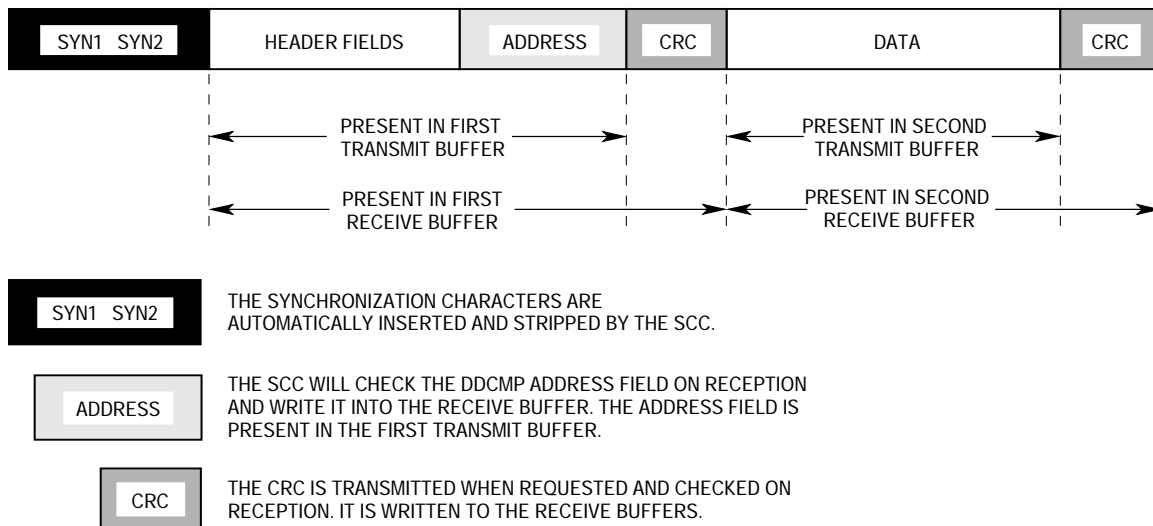 SYN1 SYN2 HEADER FIELDS ADDRESS CRC DATA CRC
PRESENT IN FIRST
TRANSMIT BUFFER
PRESENT IN SECOND
TRANSMIT BUFFER
PRESENT IN FIRST
RECEIVE BUFFER
PRESENT IN SECOND
RECEIVE BUFFER
SYN1 SYN2
THE SYNCHRONIZATION CHARACTERS ARE
AUTOMATICALLY INSERTED AND STRIPPED BY THE SCC.
ADDRESS
THE SCC WILL CHECK THE DDCMP ADDRESS FIELD ON RECEPTION
AND WRITE IT INTO THE RECEIVE BUFFER. THE ADDRESS FIELD IS
PRESENT IN THE FIRST TRANSMIT BUFFER.
CRC
THE CRC IS TRANSMITTED WHEN REQUESTED AND CHECKED ON
RECEPTION. IT IS WRITTEN TO THE RECEIVE BUFFERS.